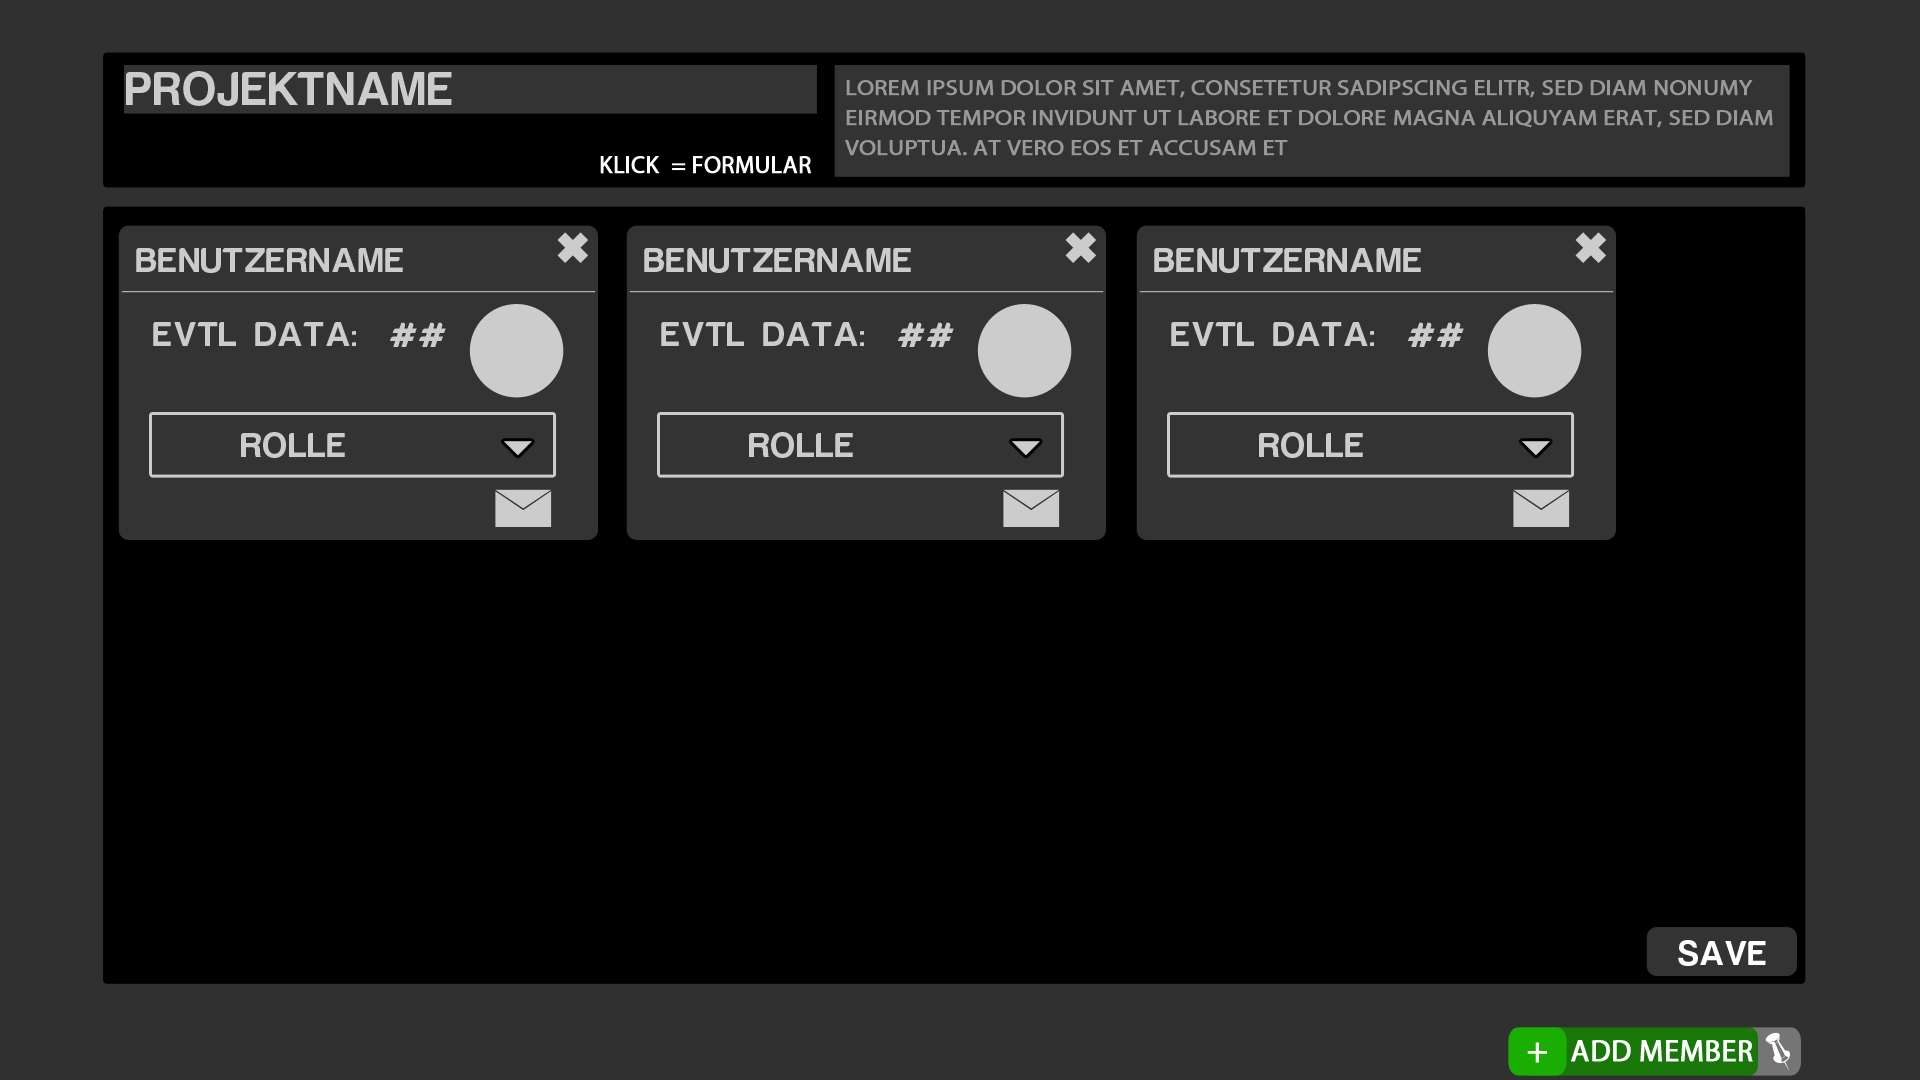 PROJEKTNAME
LOREM IPSUM DOLOR SIT AMET, CONSETETUR SADIPSCING ELITR, SED DIAM NONUMY
EIRMOD TEMPOR INVIDUNT UT LABORE ET DOLORE MAGNA ALIQUYAM ERAT, SED DIAM
VOLUPTUA. AT VERO EOS ET ACCUSAM ET
KLICK = FORMULAR
BENUTZERNAME
EVTL DATA: ##
ROLLE
BENUTZERNAME
EVTL DATA: ##
ROLLE
BENUTZERNAME
EVTL DATA: ##
ROLLE
SAVE
+ ADD MEMBER